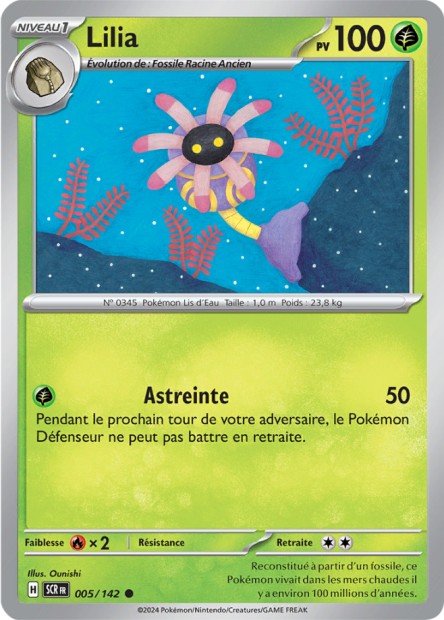 NIVEAU 1
Lilia
PV 100
Évolution de : Fossile Racine Ancien
N° 0345 Pokémon Lis d'Eau Taille : 1,0 m Poids : 23,8 kg
Astreinte 50
Pendant le prochain tour de votre adversaire, le Pokémon
Défenseur ne peut pas battre en retraite.
Faiblesse ×2 Résistance Retraite
Illus. Ounishi
H SCR FR 005/142
Reconstitué à partir d'un fossile, ce
Pokémon vivait dans les mers chaudes il
y a environ 100 millions d'années.
©2024 Pokémon/Nintendo/Creatures/GAME FREAK